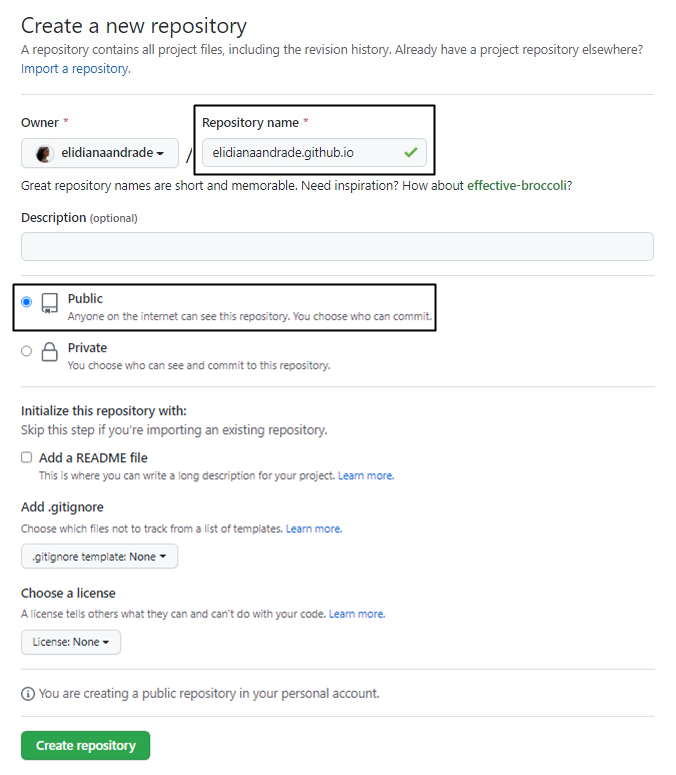 Create a new repository
A repository contains all project files, including the revision history. Already have a project repository elsewhere?
Import a repository.
Owner *
Repository name *
elidianaandrade
/
elidianaandrade.github.io
Great repository names are short and memorable. Need inspiration? How about effective-broccoli?
Description (optional)
Public
Anyone on the internet can see this repository. You choose who can commit.
Private
You choose who can see and commit to this repository.
Initialize this repository with:
Skip this step if you're importing an existing repository.
Add a README file
This is where you can write a long description for your project. Learn more.
Add .gitignore
Choose which files not to track from a list of templates. Learn more.
.gitignore template: None
Choose a license
A license tells others what they can and can't do with your code. Learn more.
License: None
You are creating a public repository in your personal account.
Create repository